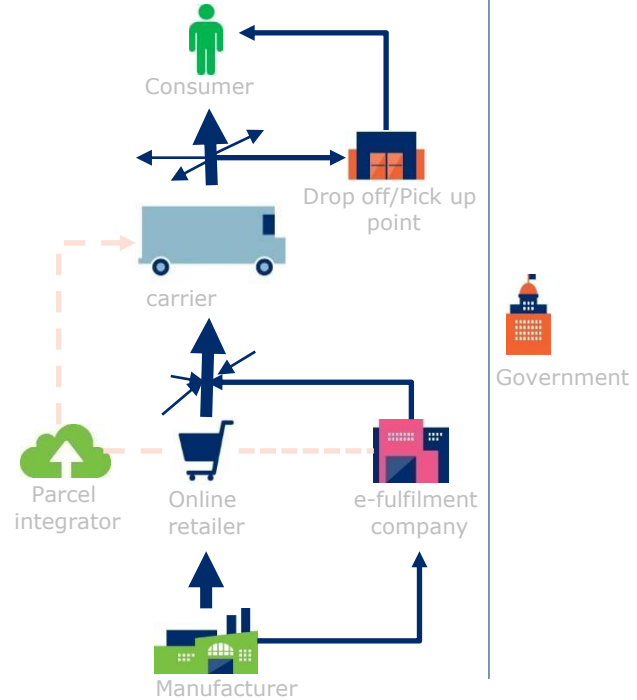 Consumer
Drop off/Pick up
point
carrier
Government
Parcel
integrator
Online
retailer
e-fulfilment
company
Manufacturer